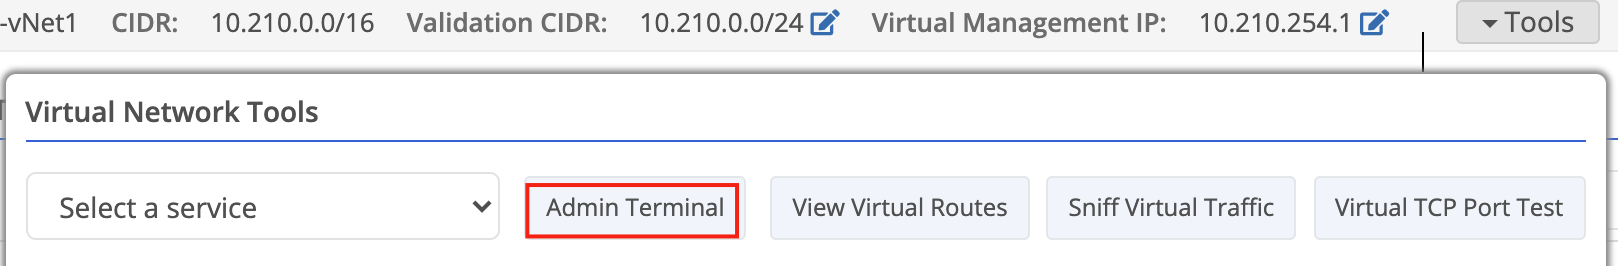 -vNet1 CIDR: 10.210.0.0/16 Validation CIDR: 10.210.0.0/24 Virtual Management IP: 10.210.254.1 Tools
Virtual Network Tools
Select a service Admin Terminal View Virtual Routes Sniff Virtual Traffic Virtual TCP Port Test